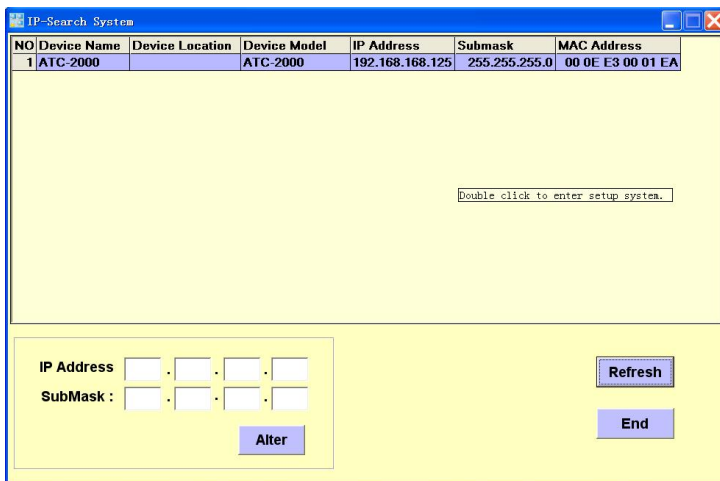 IP-Search System
NO Device Name Device Location Device Model IP Address Submask MAC Address
1 ATC-2000 ATC-2000 192.168.168.125 255.255.255.0 00 0E E3 00 01 EA
Double click to enter setup system.
IP Address . . .
SubMask : . . .
Alter
Refresh
End